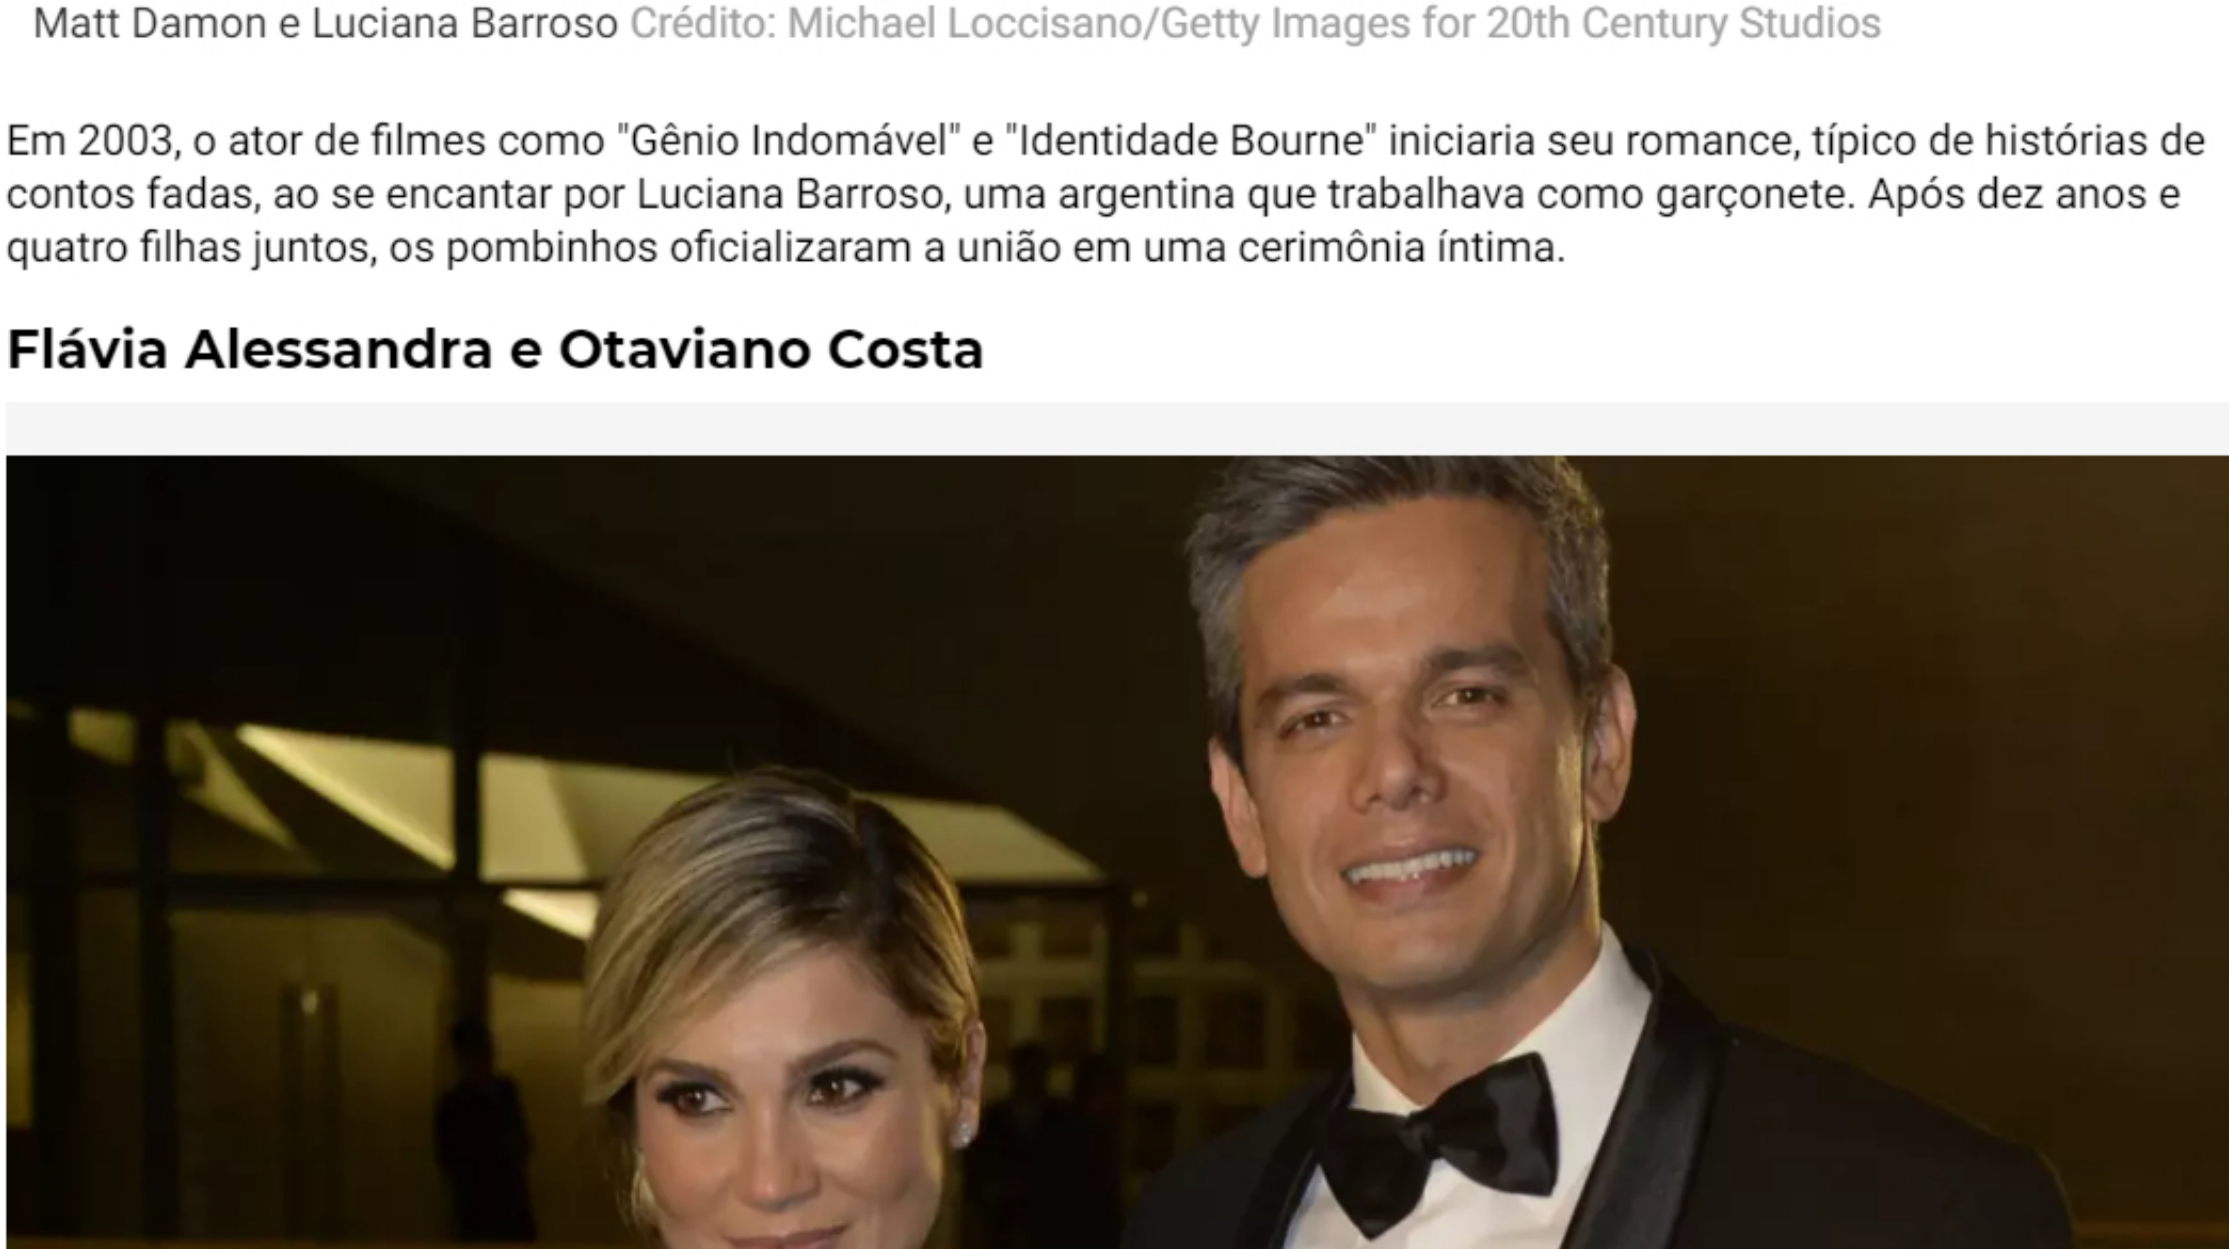 Matt Damon e Luciana Barroso Crédito: Michael Loccisano/Getty Images for 20th Century Studios
Em 2003, o ator de filmes como "Gênio Indomável" e "Identidade Bourne" iniciaria seu romance, típico de histórias de
contos fadas, ao se encantar por Luciana Barroso, uma argentina que trabalhava como garçonete. Após dez anos e
quatro filhas juntos, os pombinhos oficializaram a união em uma cerimônia íntima.
Flávia Alessandra e Otaviano Costa